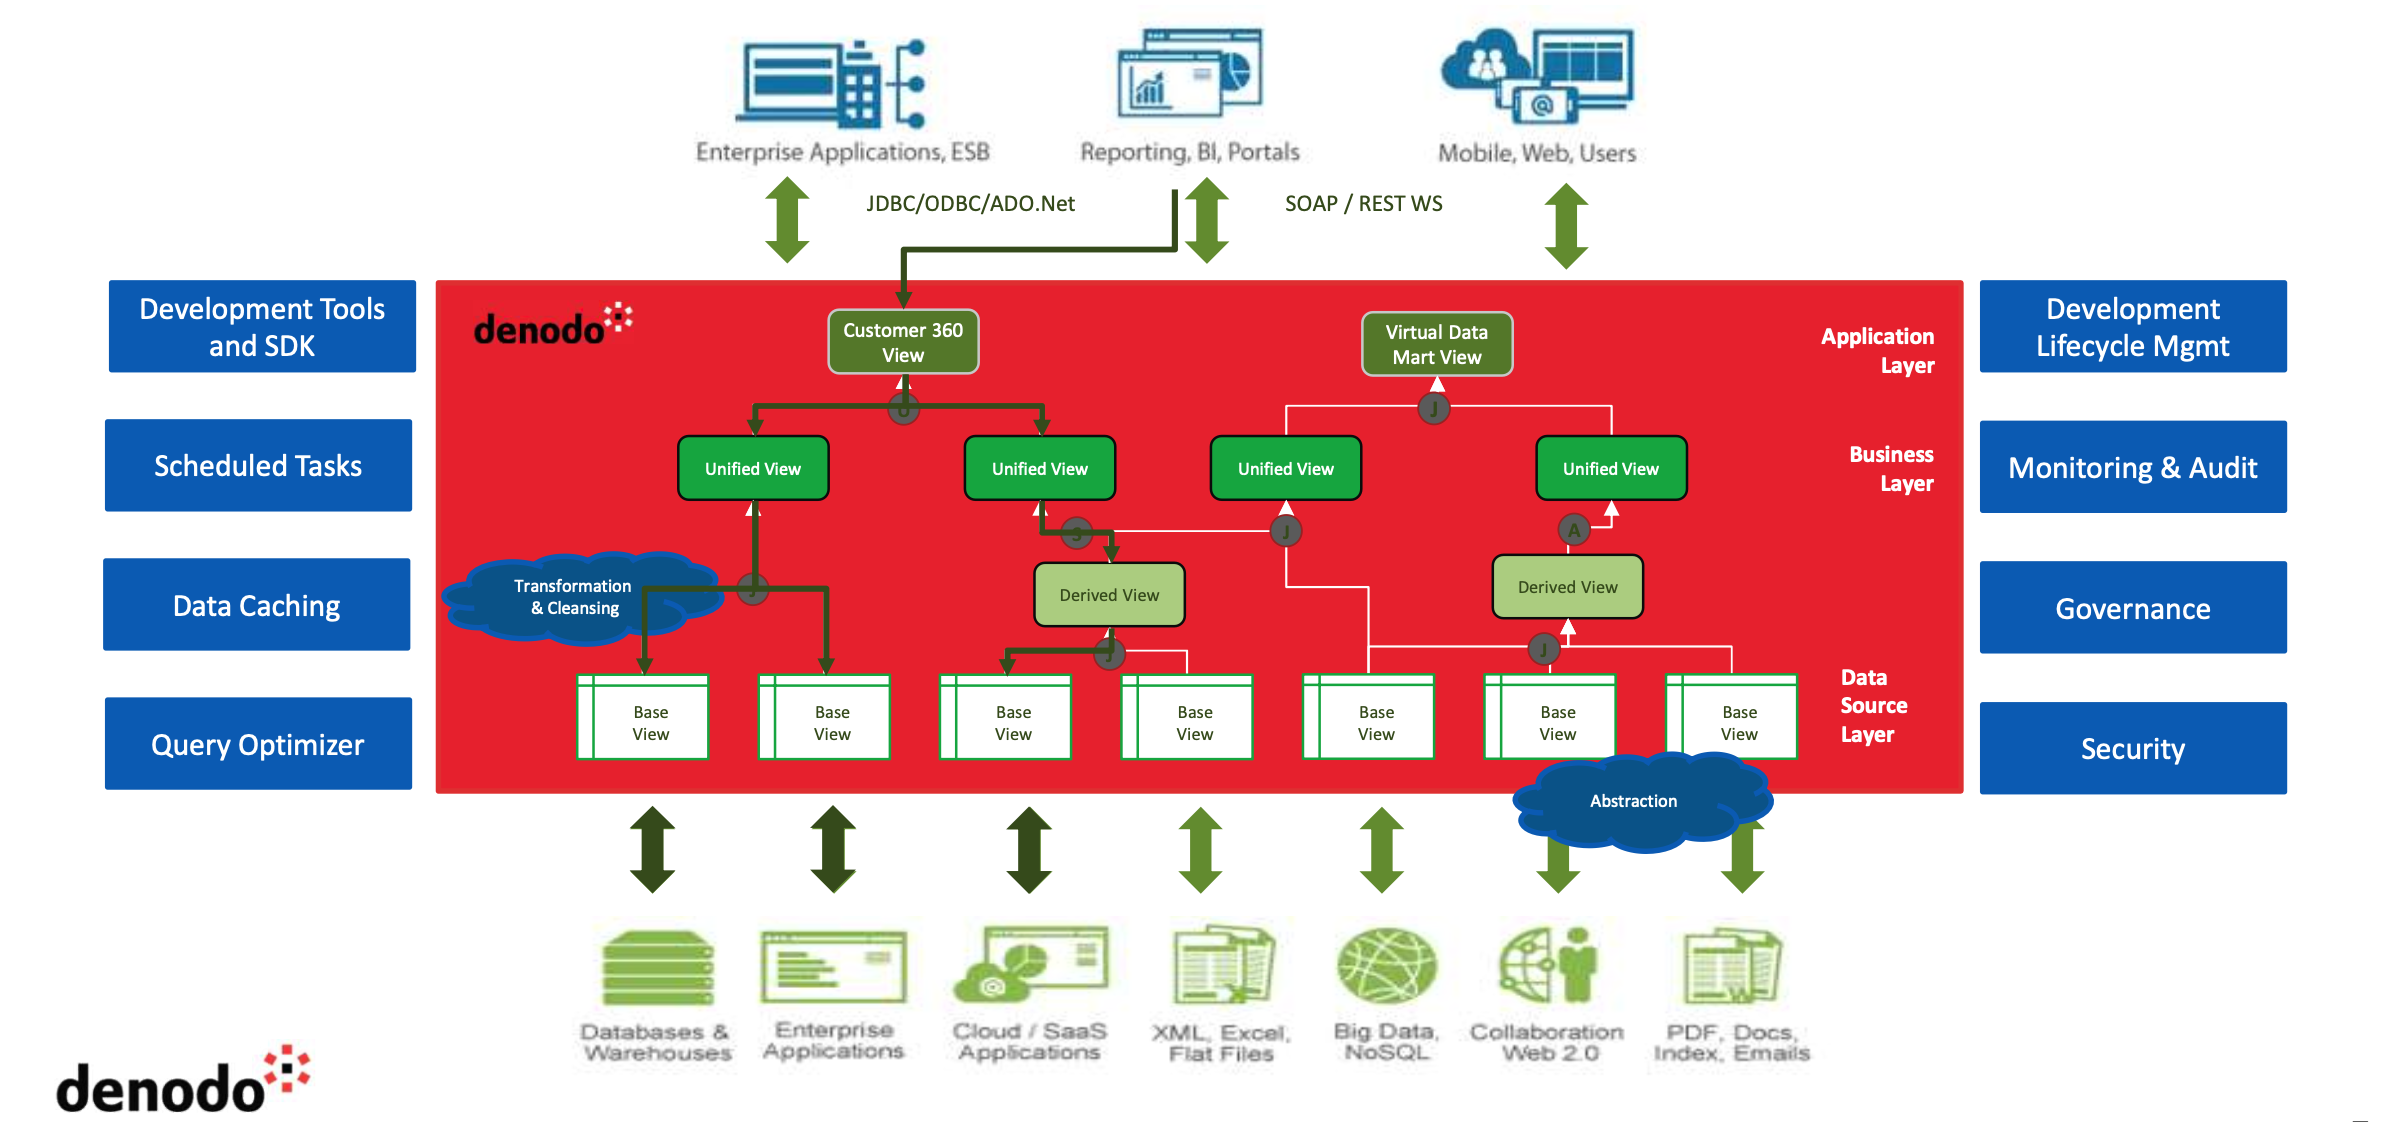 Enterprise Applications, ESB
Reporting, BI, Portals
Mobile, Web, Users
JDBC/ODBC/ADO.Net
SOAP / REST WS
Development Tools
and SDK
Scheduled Tasks
Data Caching
Query Optimizer
denodo
Customer 360
View
Virtual Data
Mart View
Application
Layer
J
Unified View
Unified View
Unified View
Unified View
Business
Layer
S
J
A
Transformation
& Cleansing
J
Derived View
Derived View
J
J
Base
View
Base
View
Base
View
Base
View
Base
View
Base
View
Base
View
Data
Source
Layer
Abstraction
Development
Lifecycle Mgmt
Monitoring & Audit
Governance
Security
Databases &
Warehouses
Enterprise
Applications
Cloud / SaaS
Applications
XML, Excel,
Flat Files
Big Data,
NoSQL
Collaboration
Web 2.0
PDF, Docs,
Index, Emails
denodo